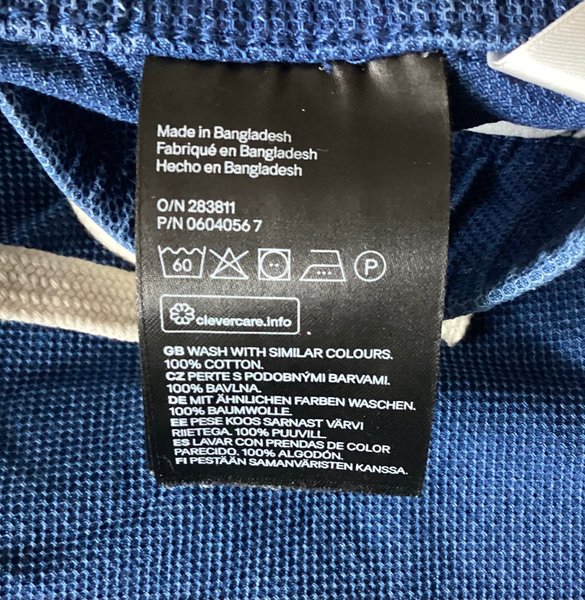 Made in Bangladesh
Fabriqué en Bangladesh
Hecho en Bangladesh
O/N 283811
P/N 0604056 7
60 P
clevercare.info
GB WASH WITH SIMILAR COLOURS.
100% COTTON.
CZ PERTE S PODOBNÝMI BARVAMI.
100% BAVLNA.
DE MIT ÄHNLICHEN FARBEN WASCHEN.
100% BAUMWOLLE.
EE PESE KOOS SARNAST VÄRVI
RIIETEGA. 100% PUUVILL.
ES LAVAR CON PRENDAS DE COLOR
PARECIDO. 100% ALGODÓN.
FI PESTÄÄN SAMANVÄRISTEN KANSSA.